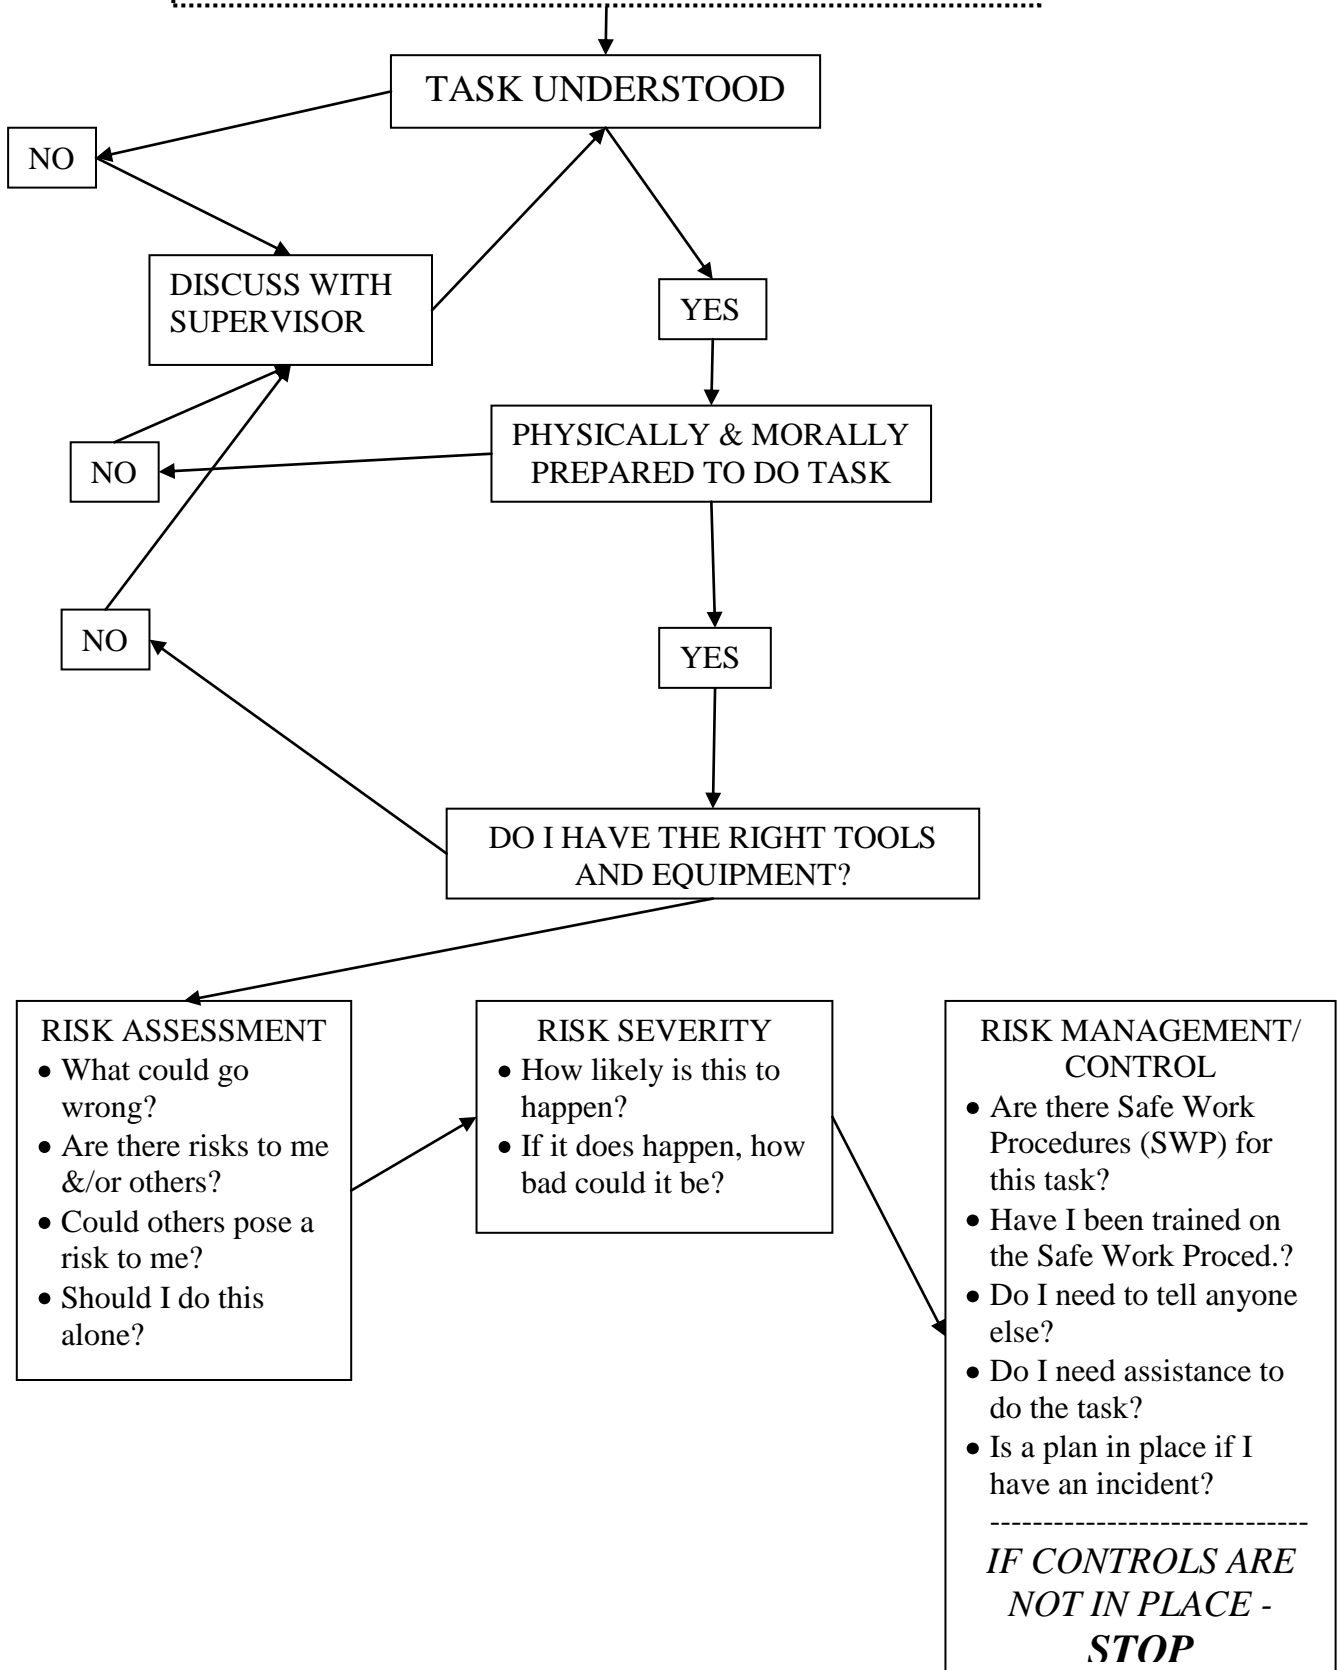 TASK UNDERSTOOD
NO
DISCUSS WITH
SUPERVISOR
YES
PHYSICALLY & MORALLY
PREPARED TO DO TASK
NO
NO
YES
DO I HAVE THE RIGHT TOOLS
AND EQUIPMENT?
RISK ASSESSMENT
• What could go
wrong?
• Are there risks to me
&/or others?
• Could others pose a
risk to me?
• Should I do this
alone?
RISK SEVERITY
• How likely is this to
happen?
• If it does happen, how
bad could it be?
RISK MANAGEMENT/
CONTROL
• Are there Safe Work
Procedures (SWP) for
this task?
• Have I been trained on
the Safe Work Proced.?
• Do I need to tell anyone
else?
• Do I need assistance to
do the task?
• Is a plan in place if I
have an incident?
------------------------------
IF CONTROLS ARE
NOT IN PLACE -
STOP